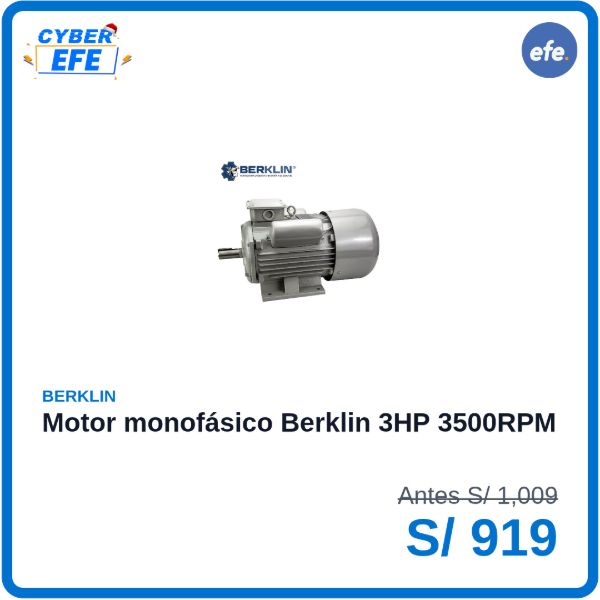 CYBER
EFE
efe.
BERKLIN®
BERKLIN
Motor monofásico Berklin 3HP 3500RPM
Antes S/ 1,009
S/ 919